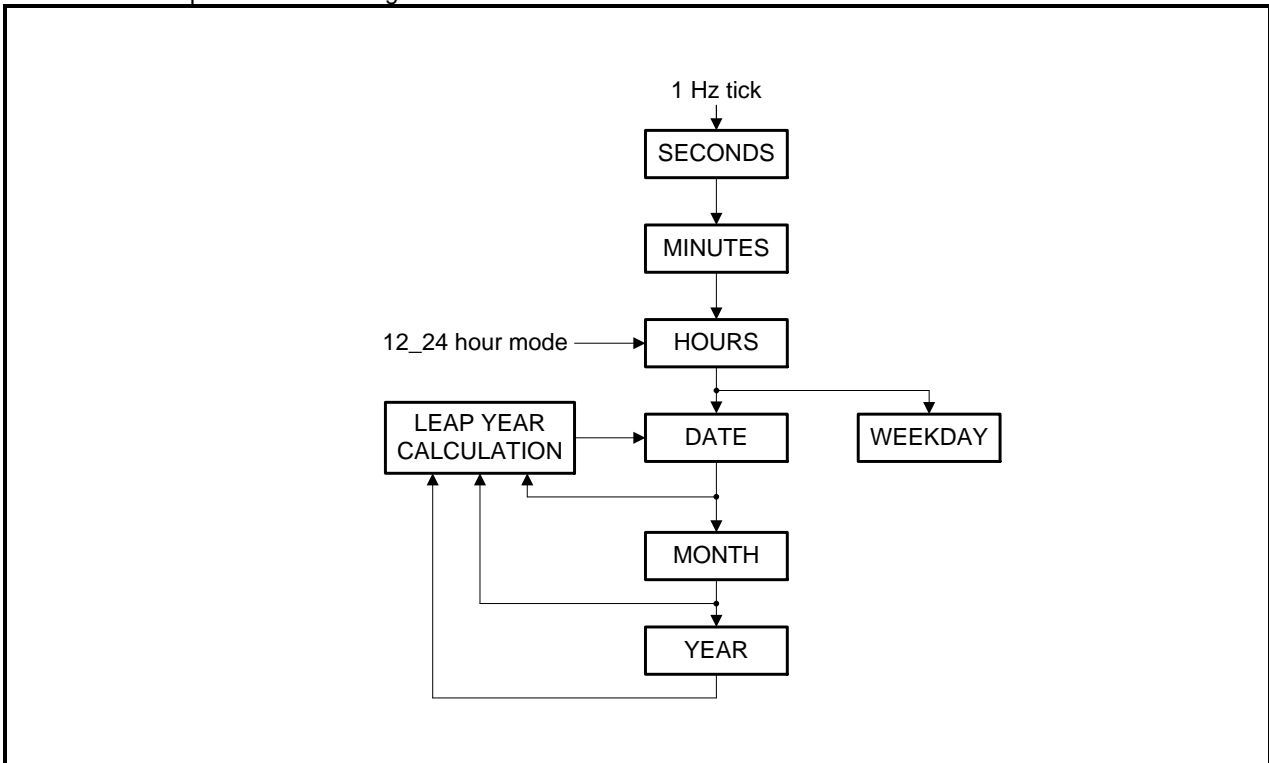 1 Hz tick
SECONDS
MINUTES
12_24 hour mode
HOURS
LEAP YEAR
CALCULATION
DATE
WEEKDAY
MONTH
YEAR